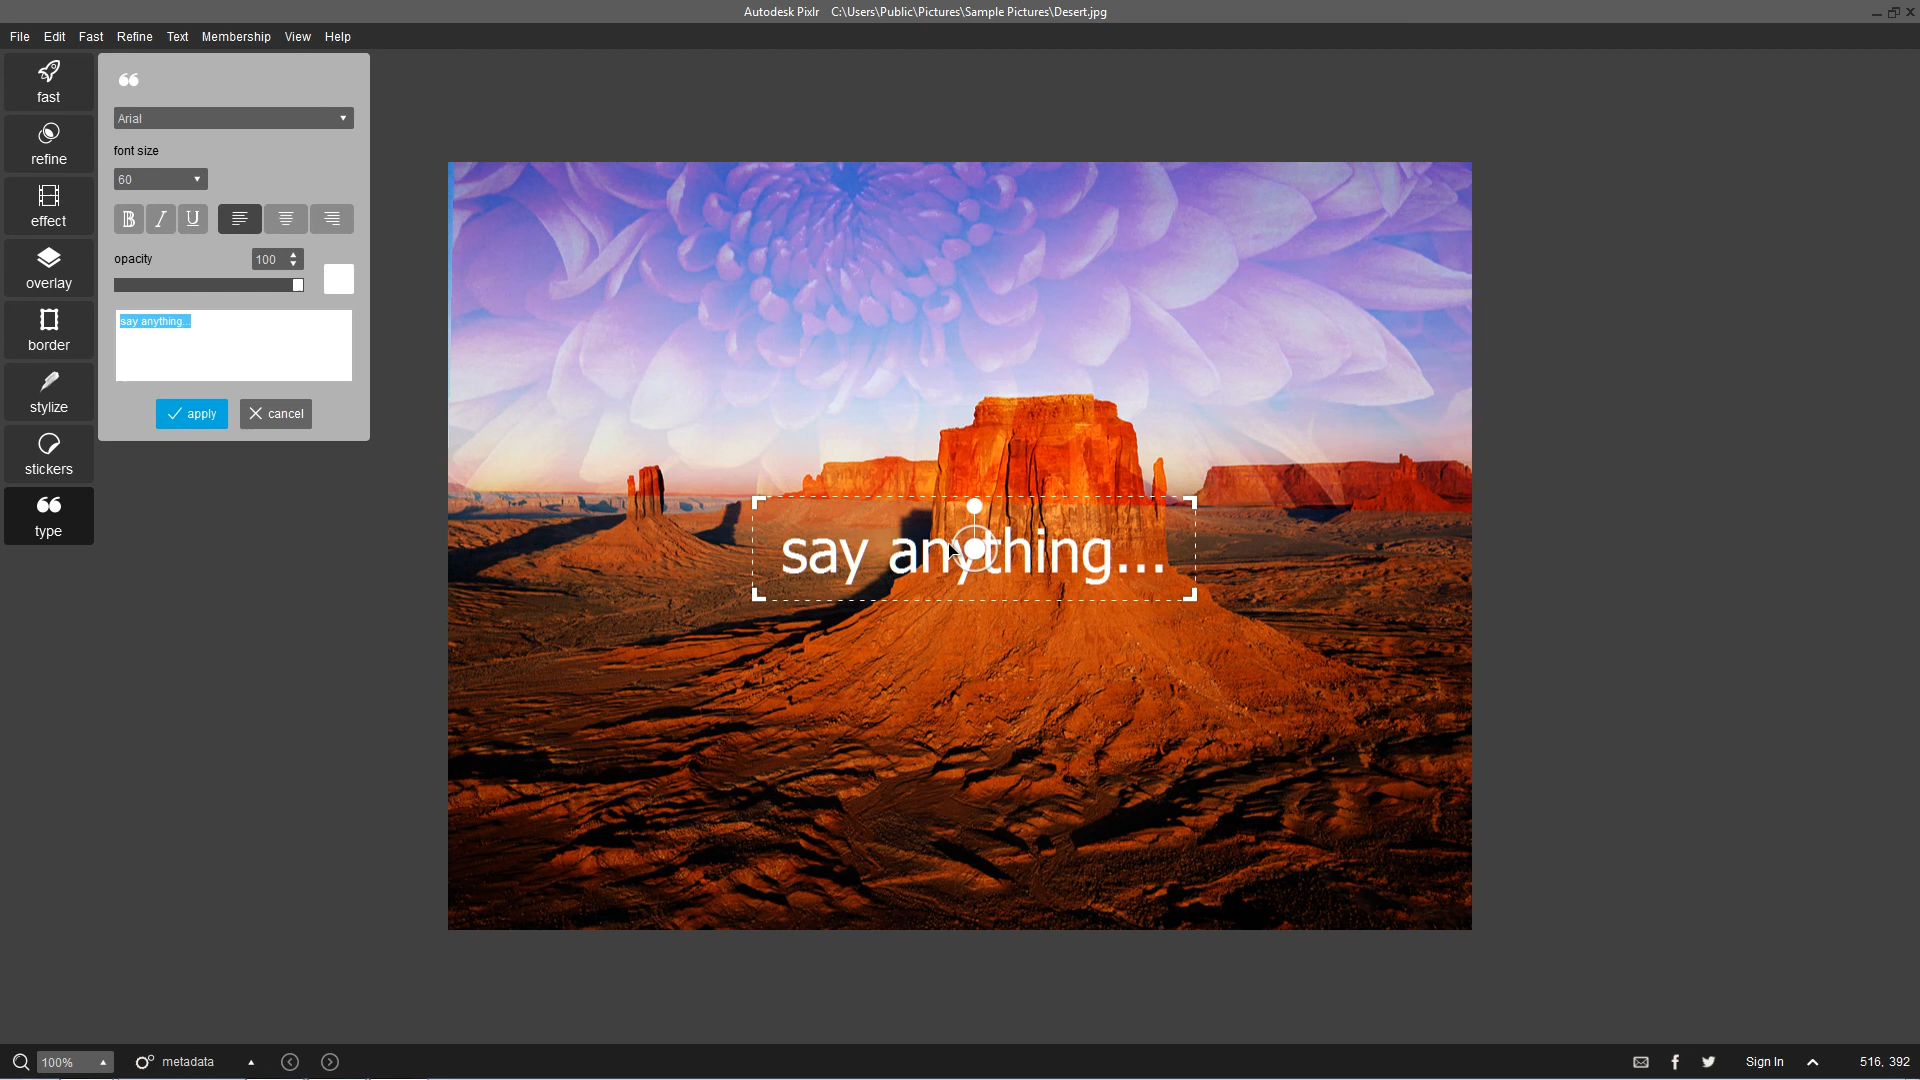 Autodesk Pixlr C:\Users\Public\Pictures\Sample Pictures\Desert.jpg
File Edit Fast Refine Text Membership View Help
fast
refine
effect
overlay
border
stylize
stickers
type
Arial
font size
60
B I U
opacity 100
say anything...
apply cancel
say anything...
100% metadata Sign In 516, 392